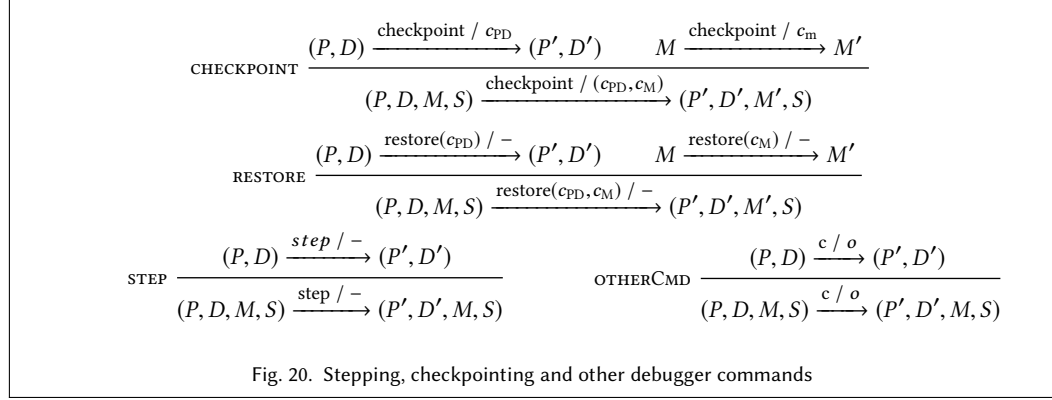 (P, D) checkpoint / c_PD (P′, D′) M checkpoint / c_m M′
CHECKPOINT
(P, D, M, S) checkpoint / (c_PD, c_M) (P′, D′, M′, S)
(P, D) restore(c_PD) / − (P′, D′) M restore(c_M) / − M′
RESTORE
(P, D, M, S) restore(c_PD, c_M) / − (P′, D′, M′, S)
(P, D) step / − (P′, D′)
STEP
(P, D, M, S) step / − (P′, D′, M, S)
(P, D) c / o (P′, D′)
OTHERCMD
(P, D, M, S) c / o (P′, D′, M, S)
Fig. 20. Stepping, checkpointing and other debugger commands